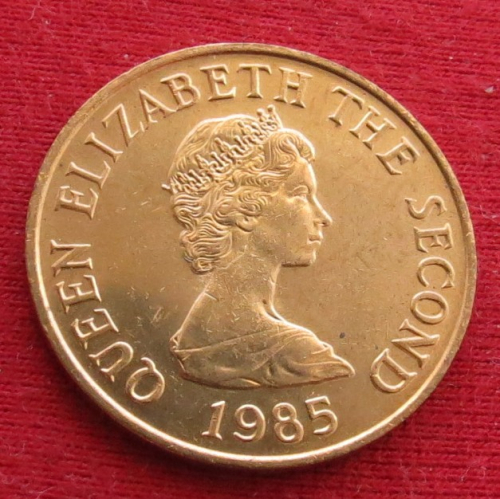 QUEEN ELIZABETH THE SECOND
1985